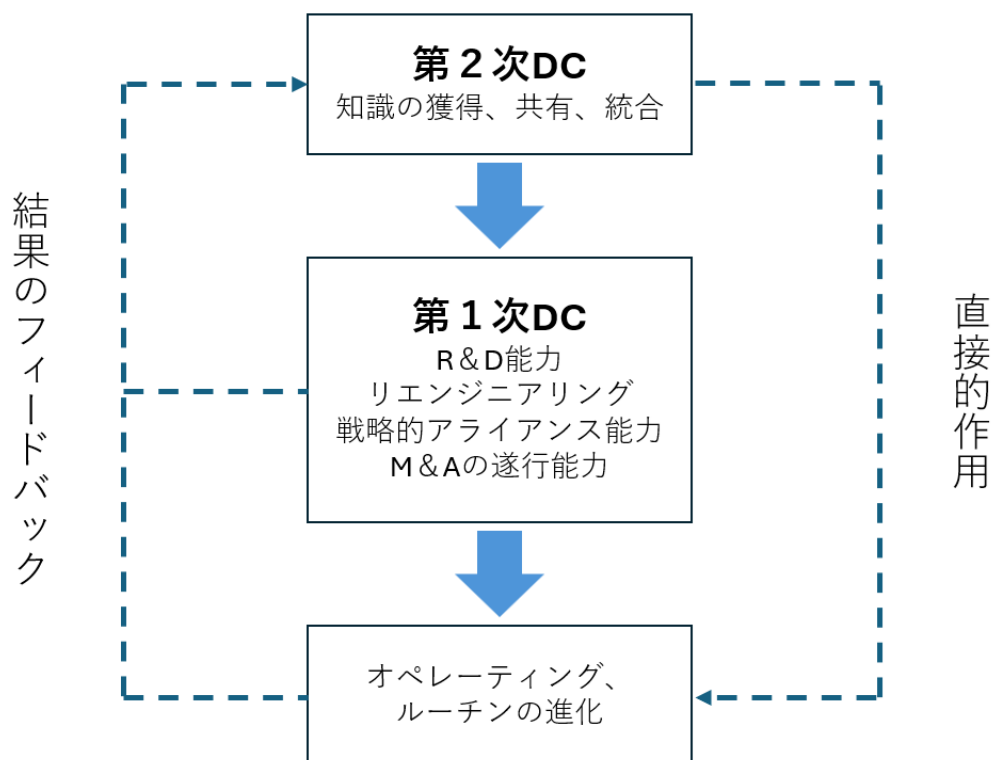 第２次DC
知識の獲得、共有、統合
結果のフィードバック
第１次DC
R＆D能力
リエンジニアリング
戦略的アライアンス能力
M＆Aの遂行能力
直接的作用
オペレーティング、
ルーチンの進化